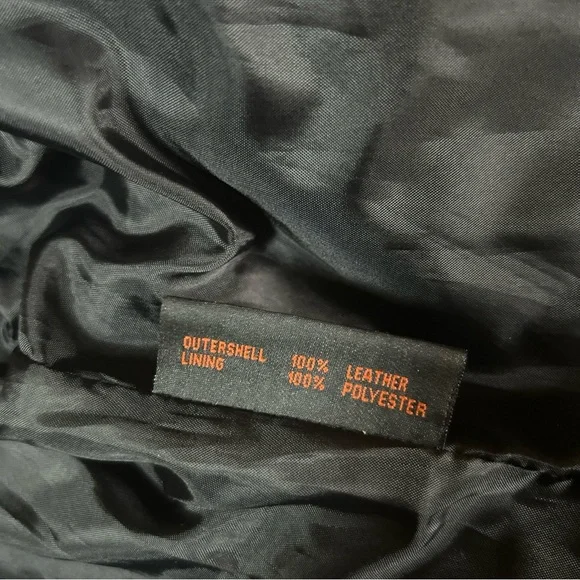 OUTERSHELL 100% LEATHER
LINING 100% POLYESTER